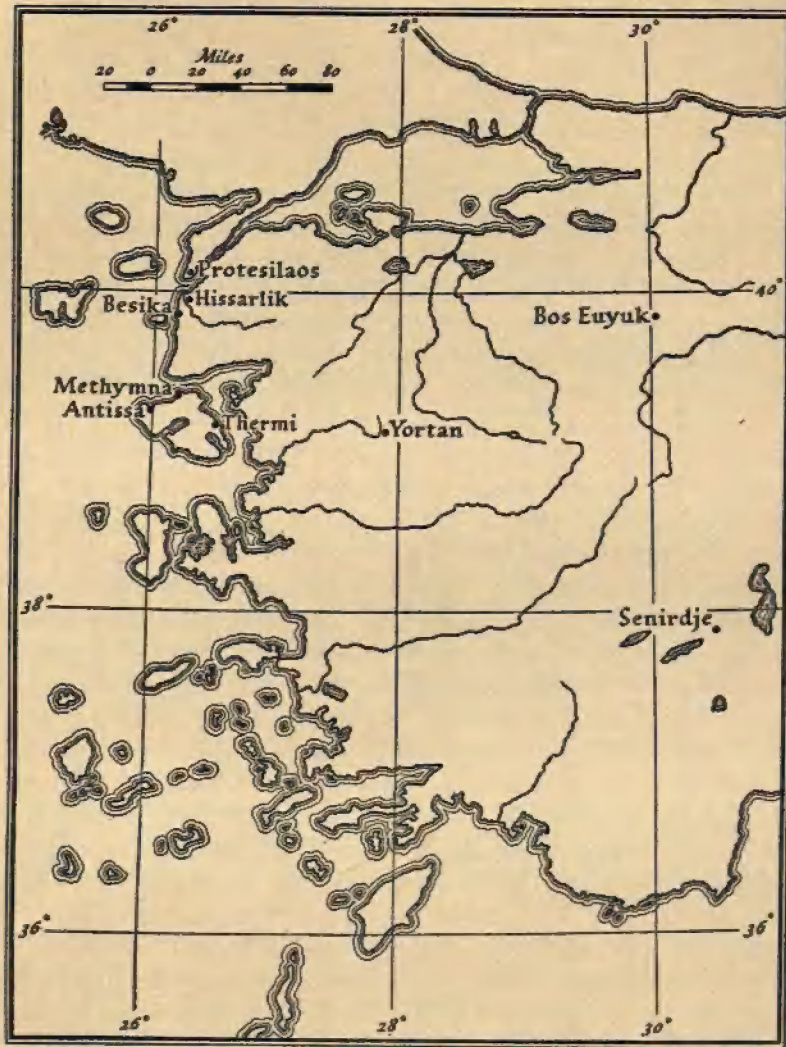 26° 28° 30°
Miles
20 0 20 40 60 80
Protesilaos
Hissarlik
40°
Besika
Bos Euyuk
Methymna
Antissa
Thermi
Yortan
38°
Senirdje
36° 36°
26° 28° 30°